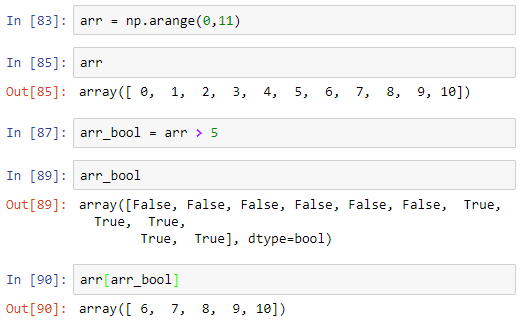 In [83]: arr = np.arange(0,11)
In [85]: arr
Out[85]: array([ 0,  1,  2,  3,  4,  5,  6,  7,  8,  9, 10])
In [87]: arr_bool = arr > 5
In [89]: arr_bool
Out[89]: array([False, False, False, False, False, False,  True,
True,  True,
True,  True], dtype=bool)
In [90]: arr[arr_bool]
Out[90]: array([ 6,  7,  8,  9, 10])